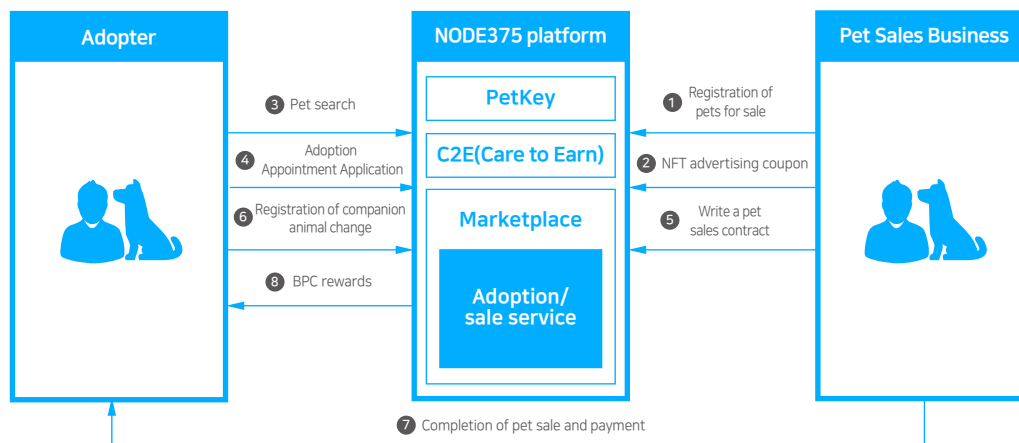 Adopter
NODE375 platform
Pet Sales Business
PetKey
C2E(Care to Earn)
Marketplace
Adoption/
sale service
3 Pet search
4 Adoption
Appointment Application
6 Registration of companion
animal change
8 BPC rewards
1 Registration of
pets for sale
2 NFT advertising coupon
5 Write a pet
sales contract
7 Completion of pet sale and payment